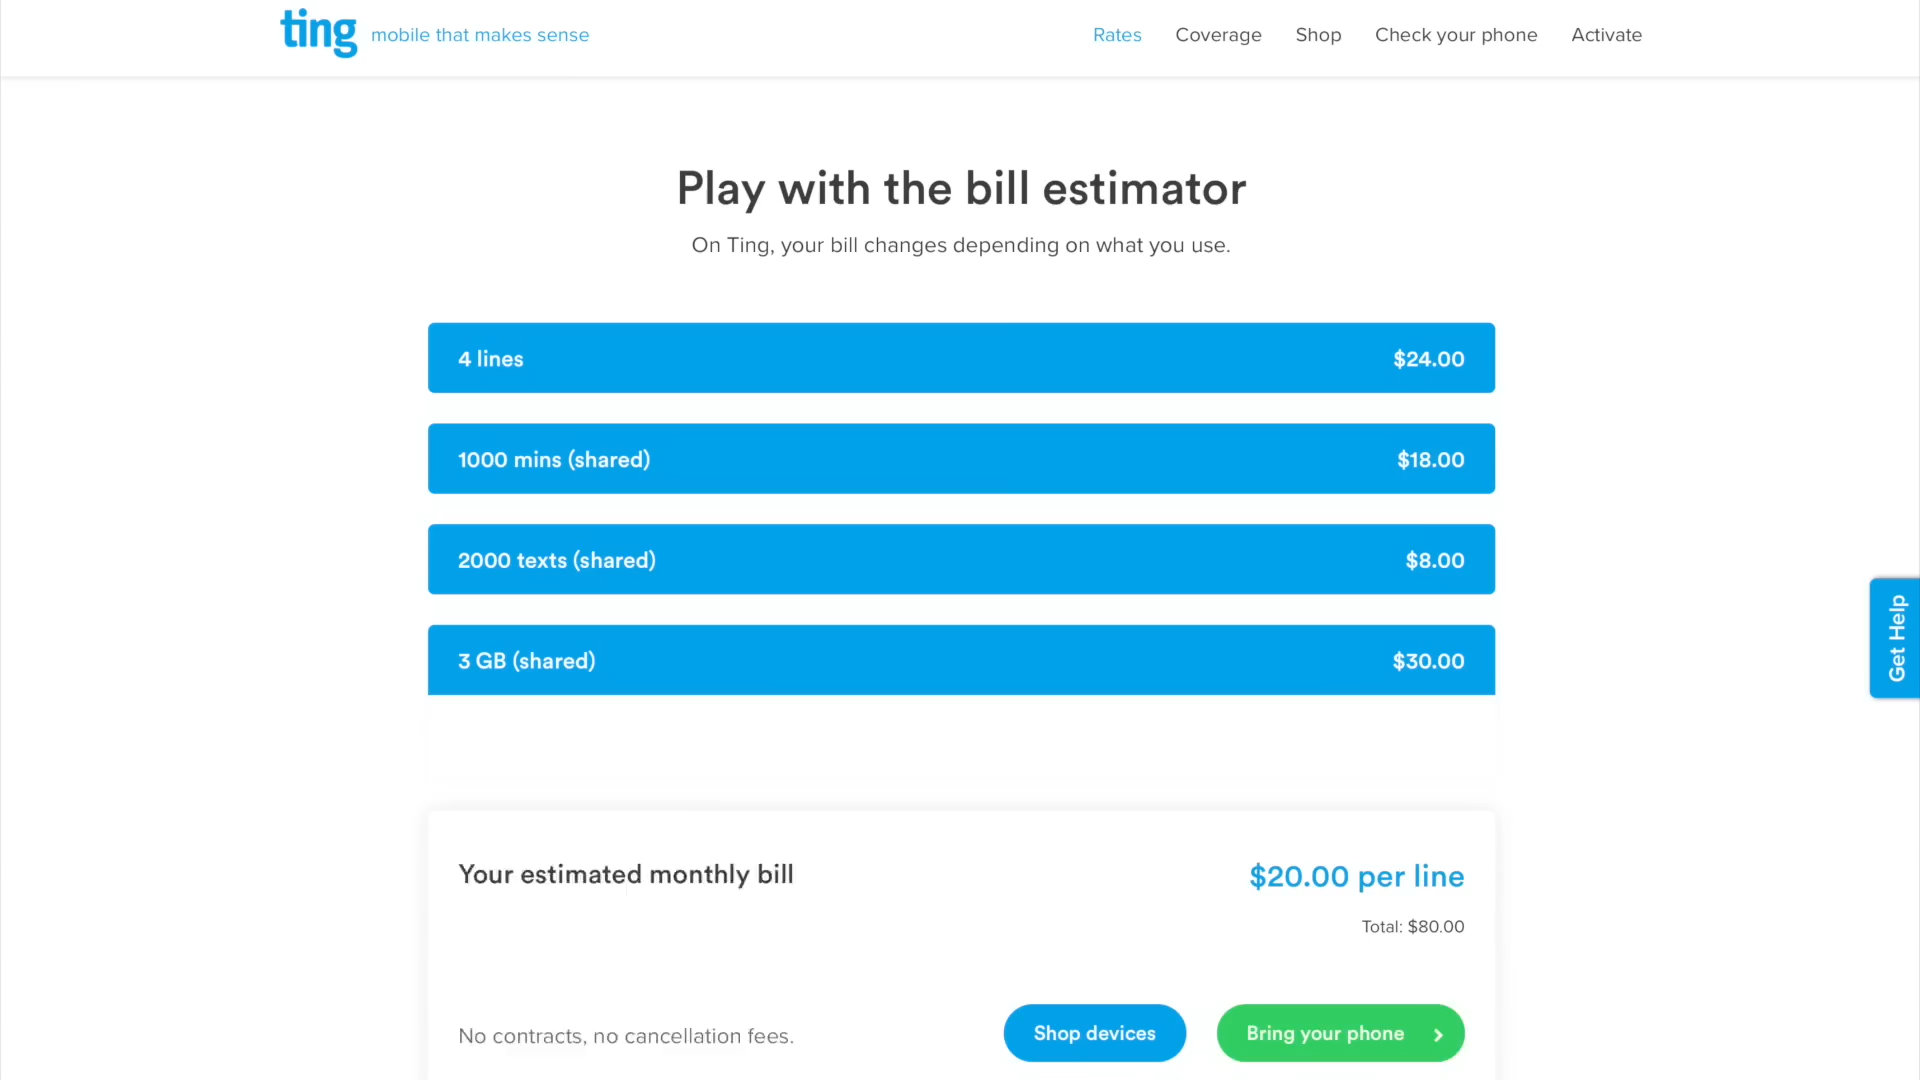 ting mobile that makes sense
Rates Coverage Shop Check your phone Activate
Play with the bill estimator
On Ting, your bill changes depending on what you use.
4 lines $24.00
1000 mins (shared) $18.00
2000 texts (shared) $8.00
3 GB (shared) $30.00
Get Help
Your estimated monthly bill $20.00 per line
Total: $80.00
No contracts, no cancellation fees. Shop devices Bring your phone